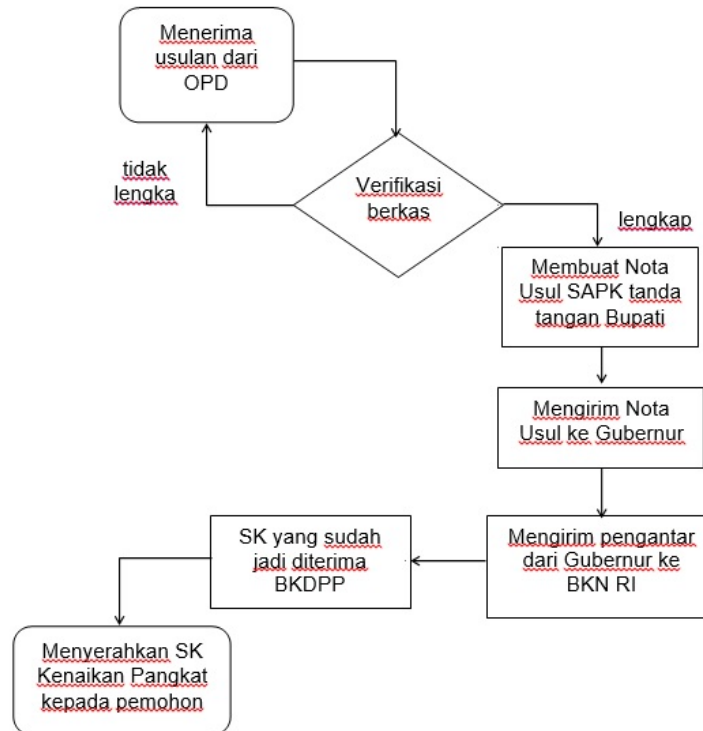 Menerima
usulan dari
OPD
tidak
lengka
Verifikasi
berkas
lengkap
Membuat Nota
Usul SAPK tanda
tangan Bupati
Mengirim Nota
Usul ke Gubernur
Mengirim pengantar
dari Gubernur ke
BKN RI
SK yang sudah
jadi diterima
BKDPP
Menyerahkan SK
Kenaikan Pangkat
kepada pemohon